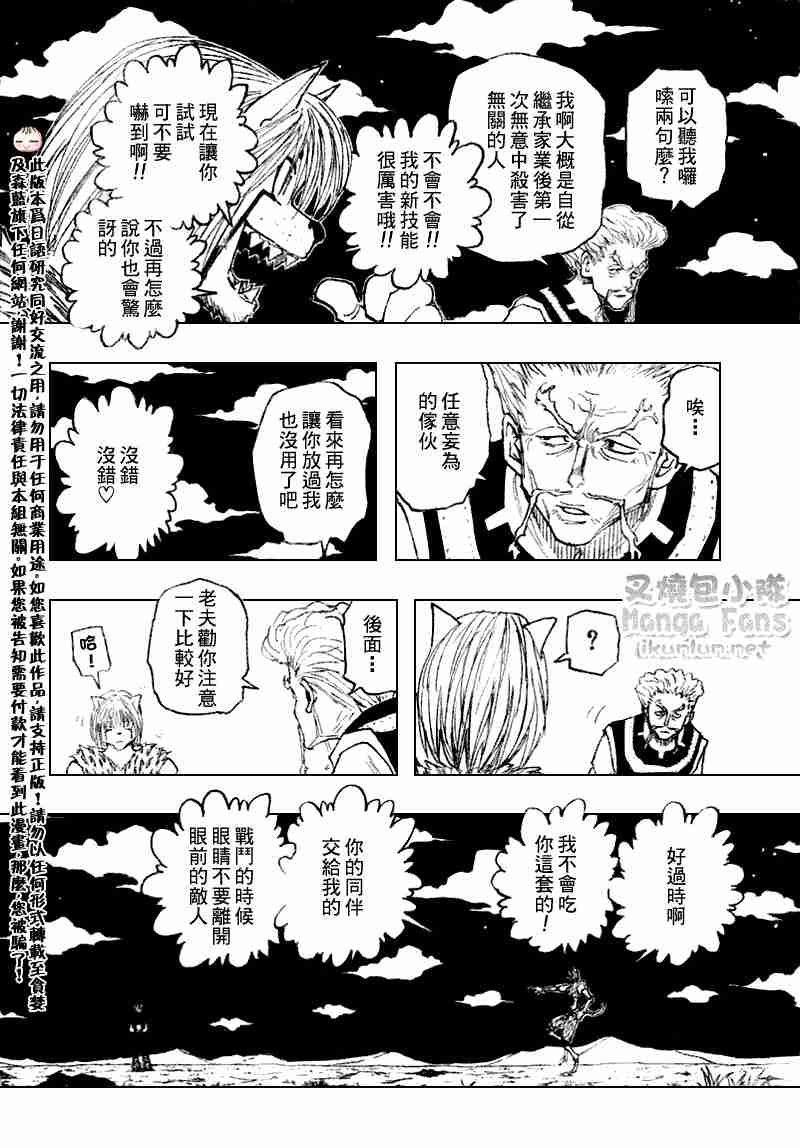 可以聽我囉
嗦兩句麼?
我啊大概是自從
繼承家業後第一
次無意中殺害了
無關的人
不會不會!!
我的新技能
很厲害哦!!
現在讓你
試試
可不要
嚇到啊!!
不過再怎麼
說你也會驚
訝的
唉…
任意妄為
的傢伙
看來再怎麼
讓你放過我
也沒用了吧
沒錯
沒錯♡
?
後面…
老夫勸你注意
一下比較好
哈!
好過時啊
我不會吃
你這套的!
你的同伴
交給我的
戰鬥的時候
眼睛不要離開
眼前的敵人
此版本爲日語研究同好交流之用,請勿用于任何商業用途。如您喜歡此作品,請支持正版!請勿以任何形式轉載至貪婪
及森藍旗下任何網站,謝謝!一切法律責任與本組無關。如果您被告知需要付款才能看到此漫畫,那麼,您被騙了!
叉燒包小隊
Manga Fans
ikunlun.net